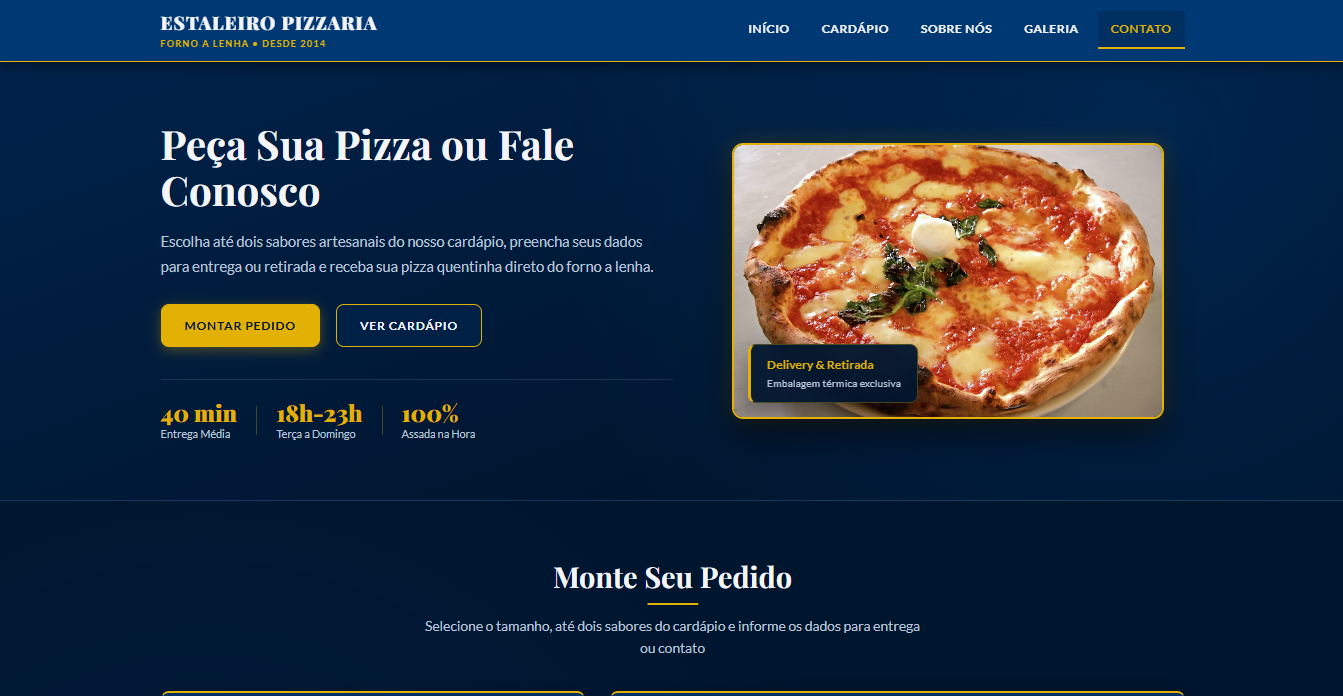 ESTALEIRO PIZZARIA
FORNO A LENHA • DESDE 2014
INÍCIO
CARDÁPIO
SOBRE NÓS
GALERIA
CONTATO
Peça Sua Pizza ou Fale
Conosco
Escolha até dois sabores artesanais do nosso cardápio, preencha seus dados
para entrega ou retirada e receba sua pizza quentinha direto do forno a lenha.
MONTAR PEDIDO
VER CARDÁPIO
40 min
Entrega Média
18h-23h
Terça a Domingo
100%
Assada na Hora
Delivery & Retirada
Embalagem térmica exclusiva
Monte Seu Pedido
Selecione o tamanho, até dois sabores do cardápio e informe os dados para entrega
ou contato